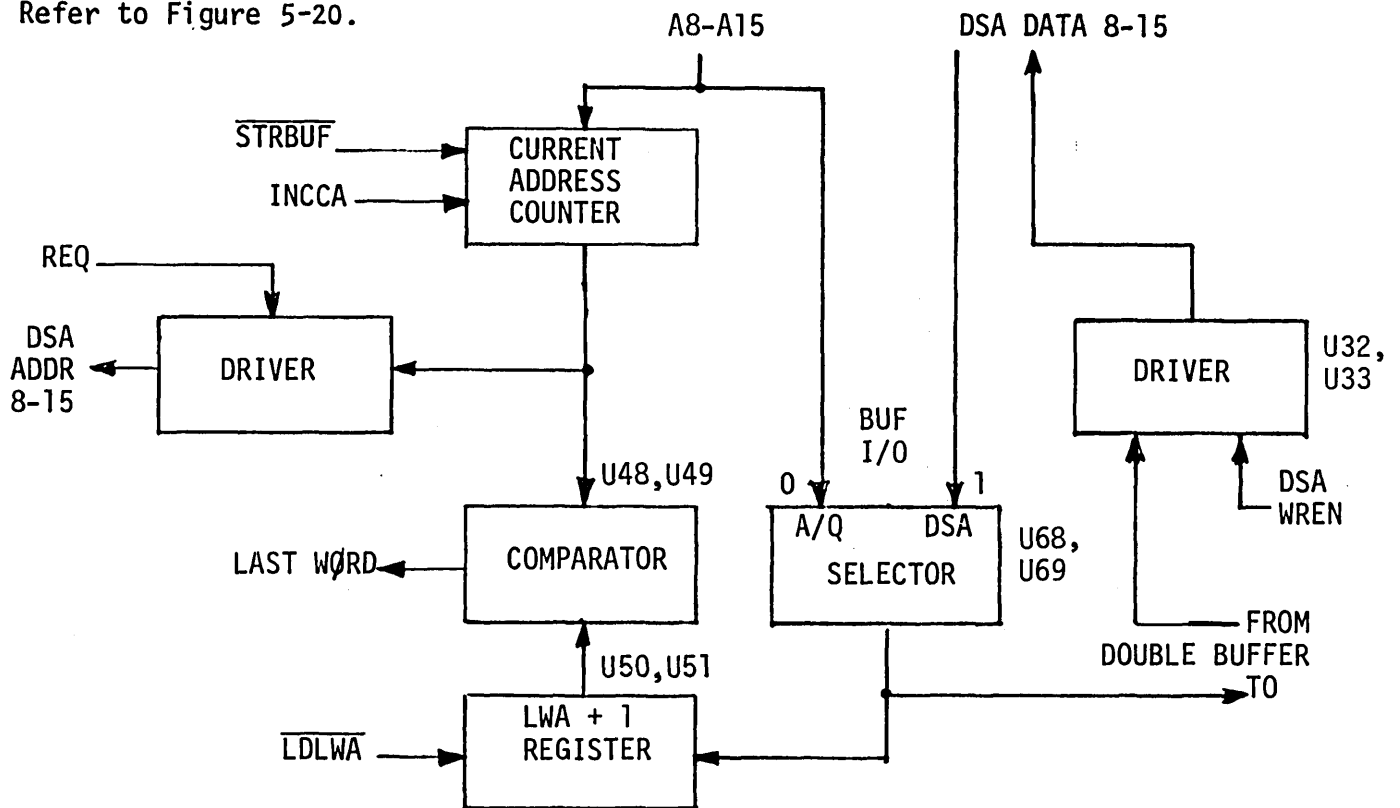 Refer to Figure 5-20.
A8-A15
DSA DATA 8-15
STRBUF
INCCA
CURRENT
ADDRESS
COUNTER
REQ
DSA
ADDR
8-15
DRIVER
DRIVER
U32,
U33
BUF
I/O
DSA
WREN
U48,U49
0
1
A/Q
DSA
SELECTOR
U68,
U69
LAST WØRD
COMPARATOR
FROM
DOUBLE BUFFER
TO
U50,U51
LDLWA
LWA + 1
REGISTER